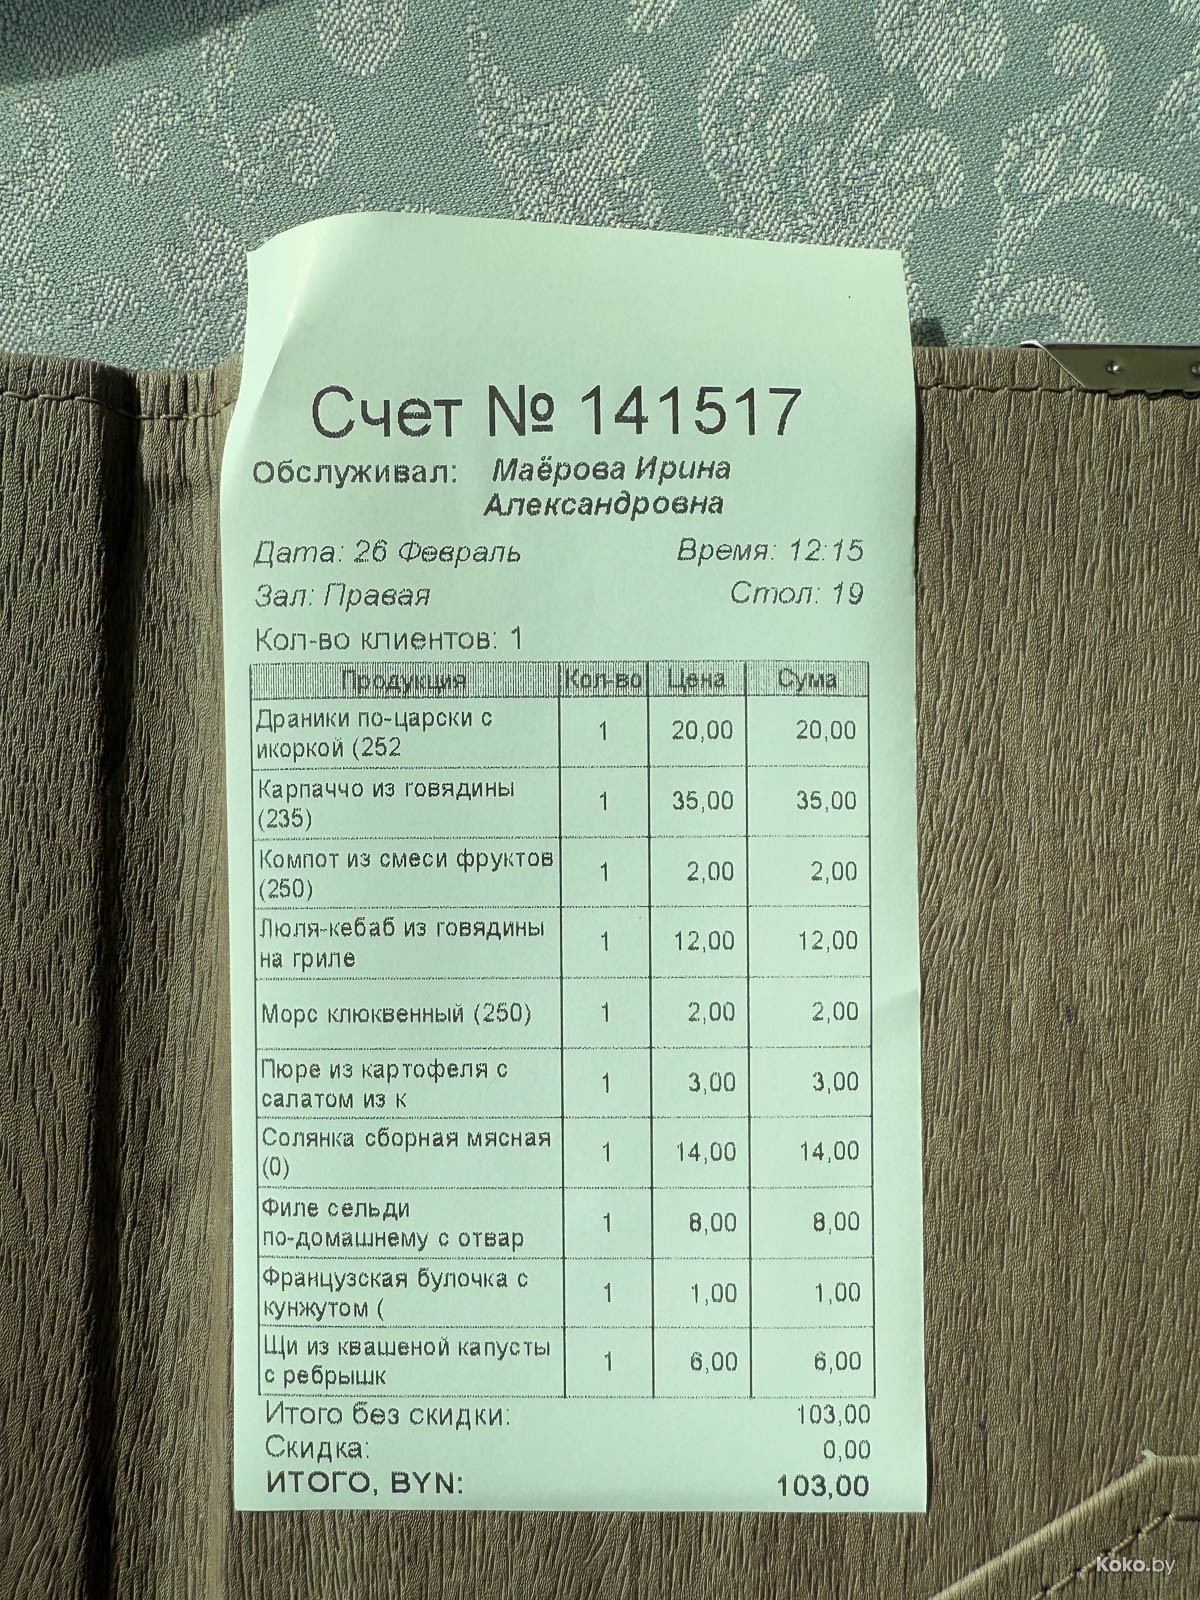 Счет № 141517
Обслуживал: Маёрова Ирина
Александровна
Дата: 26 Февраль Время: 12:15
Зал: Правая Стол: 19
Кол-во клиентов: 1
Продукция Кол-во Цена Сума
Драники по-царски с
икоркой (252 1 20,00 20,00
Карпаччо из говядины
(235) 1 35,00 35,00
Компот из смеси фруктов
(250) 1 2,00 2,00
Люля-кебаб из говядины
на гриле 1 12,00 12,00
Морс клюквенный (250) 1 2,00 2,00
Пюре из картофеля с
салатом из к 1 3,00 3,00
Солянка сборная мясная
(0) 1 14,00 14,00
Филе сельди
по-домашнему с отвар 1 8,00 8,00
Французская булочка с
кунжутом ( 1 1,00 1,00
Щи из квашеной капусты
с ребрышк 1 6,00 6,00
Итого без скидки: 103,00
Скидка: 0,00
ИТОГО, BYN: 103,00
Koko.by